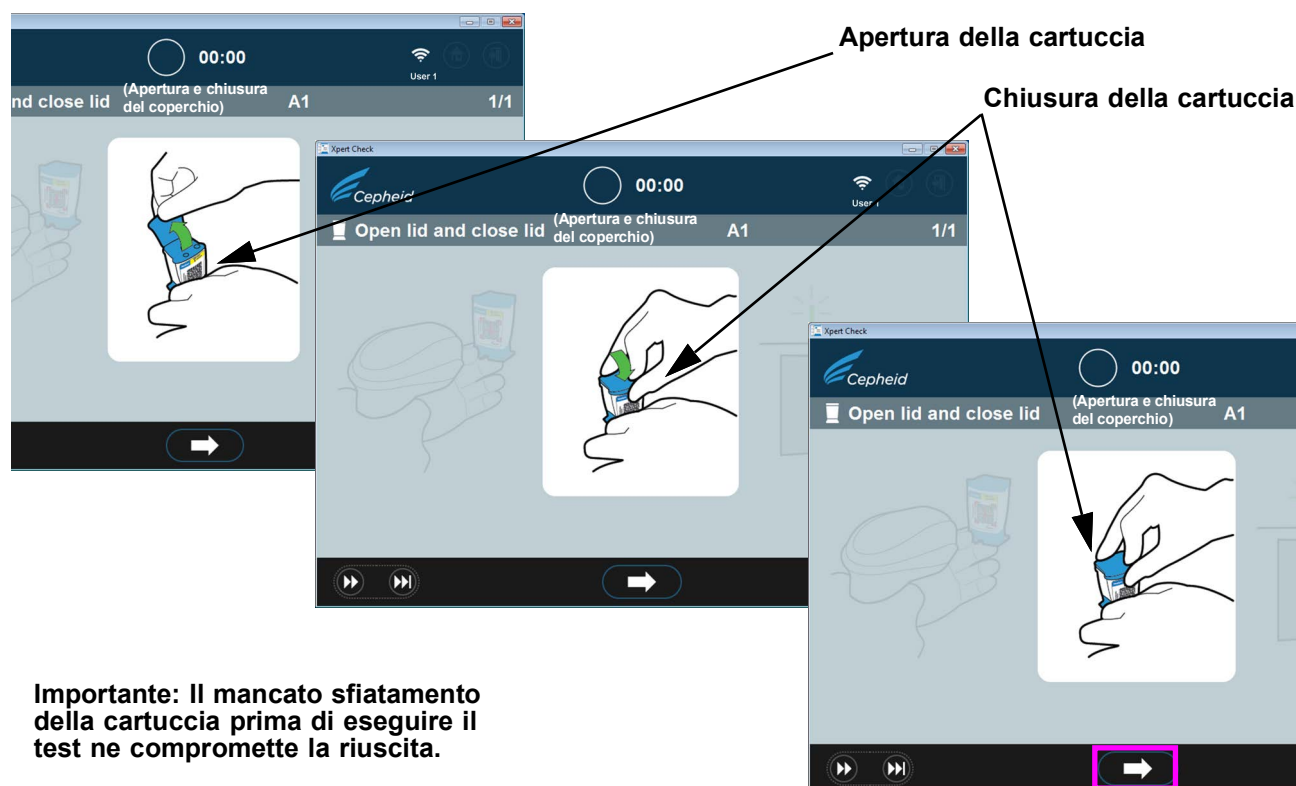 Apertura della cartuccia
Chiusura della cartuccia
00:00
User 1
nd close lid
(Apertura e chiusura
del coperchio)
A1
1/1
Xpert Check
Cepheid
00:00
User 1
Open lid and close lid
(Apertura e chiusura
del coperchio)
A1
1/1
Xpert Check
Cepheid
00:00
Open lid and close lid
(Apertura e chiusura
del coperchio)
A1
Importante: Il mancato sfiatamento
della cartuccia prima di eseguire il
test ne compromette la riuscita.